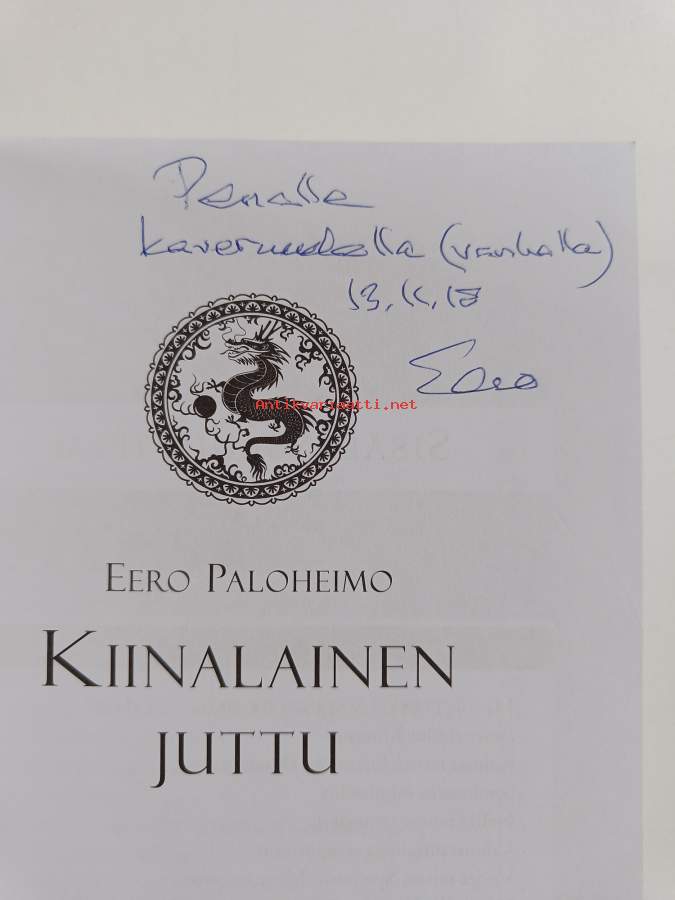 Penalle
kaveruudella (vanhalla)
13.11.18
Eero
Antikvariaatti.net
EERO PALOHEIMO
KIINALAINEN
JUTTU